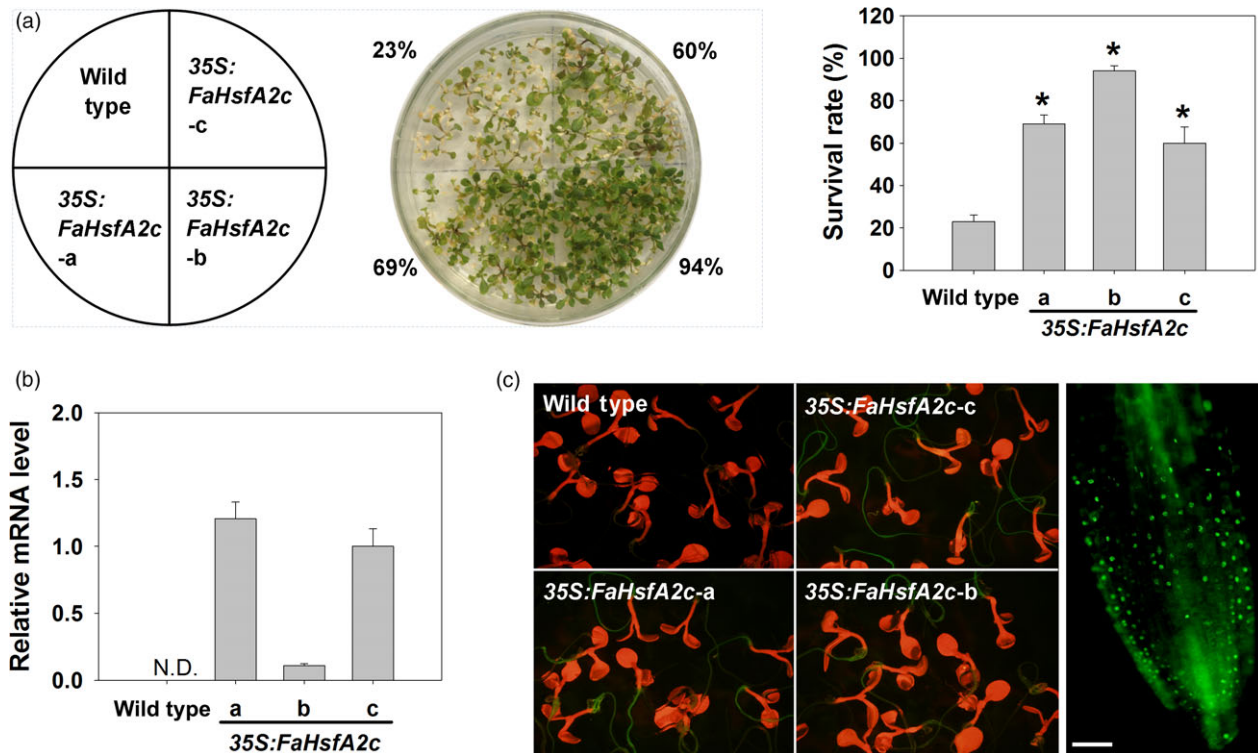 (a)
Wild
type
35S:
FaHsfA2c
-c
35S:
FaHsfA2c
-a
35S:
FaHsfA2c
-b
23%
60%
69%
94%
Survival rate (%)
120
100
80
60
40
20
0
*
*
*
Wild type
a
b
c
35S:FaHsfA2c
(b)
Relative mRNA level
2.0
1.5
1.0
0.5
0.0
N.D.
Wild type
a
b
c
35S:FaHsfA2c
(c)
Wild type
35S:FaHsfA2c-c
35S:FaHsfA2c-a
35S:FaHsfA2c-b